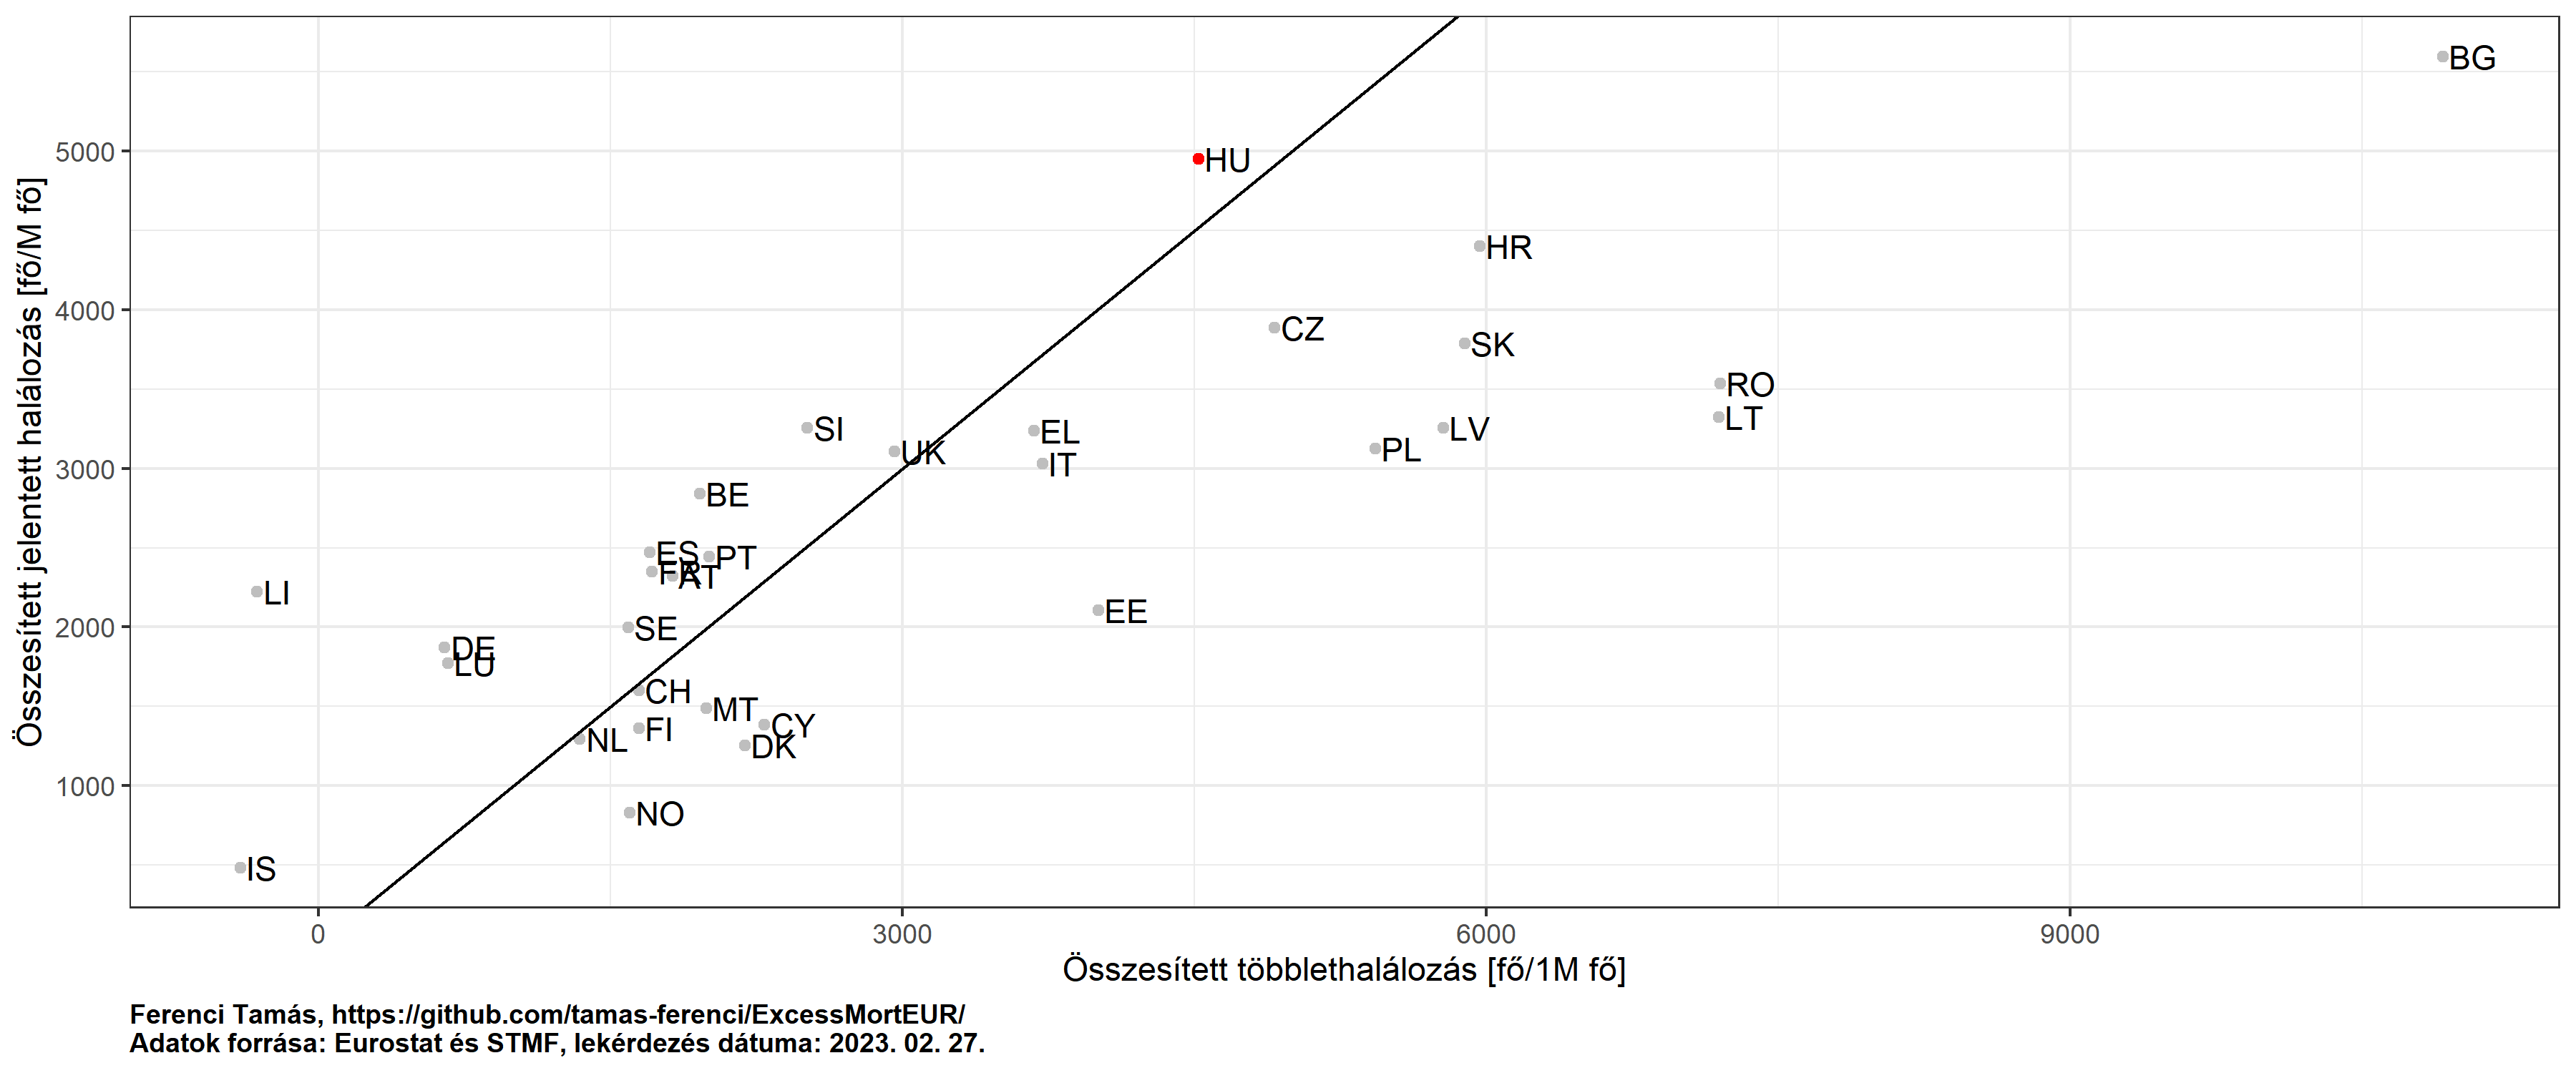 BG
5000
HU
HR
4000
CZ
SK
RO
LT
SI
EL
LV
UK
PL
IT
3000
BE
ES
PT
FR
AT
LI
EE
2000
SE
DE
LU
CH
MT
CY
FI
NL
DK
1000
NO
IS
Összesített jelentett halálozás [fő/M fő]
0
3000
6000
9000
Összesített többlethalálozás [fő/1M fő]
Ferenci Tamás, https://github.com/tamas-ferenci/ExcessMortEUR/
Adatok forrása: Eurostat és STMF, lekérdezés dátuma: 2023. 02. 27.